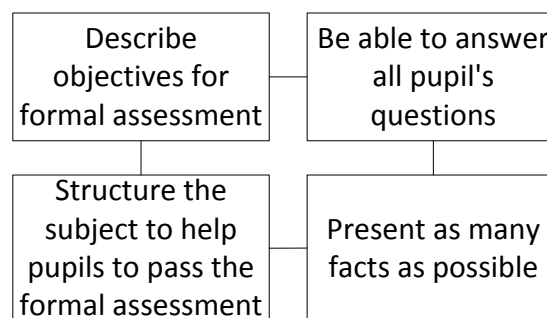 Describe
objectives for
formal assessment
Be able to answer
all pupil's
questions
Structure the
subject to help
pupils to pass the
formal assessment
Present as many
facts as possible